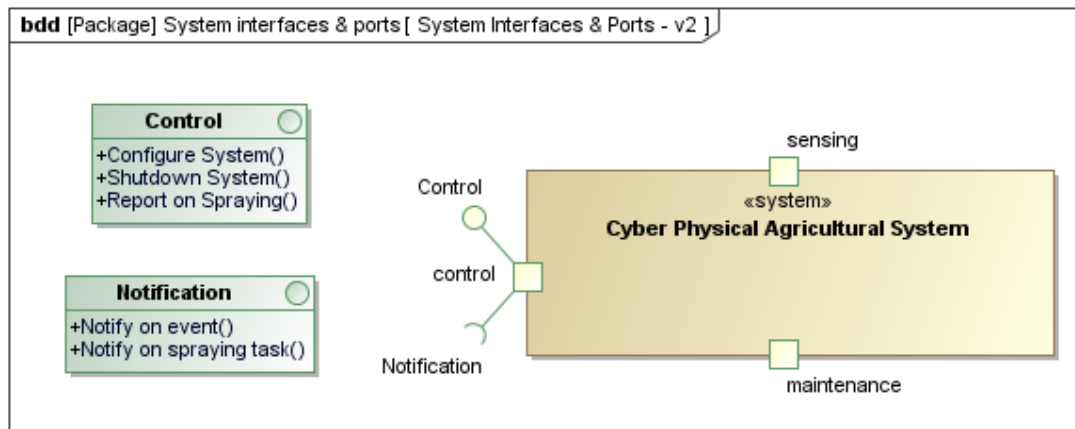 bdd [Package] System interfaces & ports [ System Interfaces & Ports - v2 ]
Control
+Configure System()
+Shutdown System()
+Report on Spraying()
Notification
+Notify on event()
+Notify on spraying task()
Control
control
Notification
sensing
«system»
Cyber Physical Agricultural System
maintenance